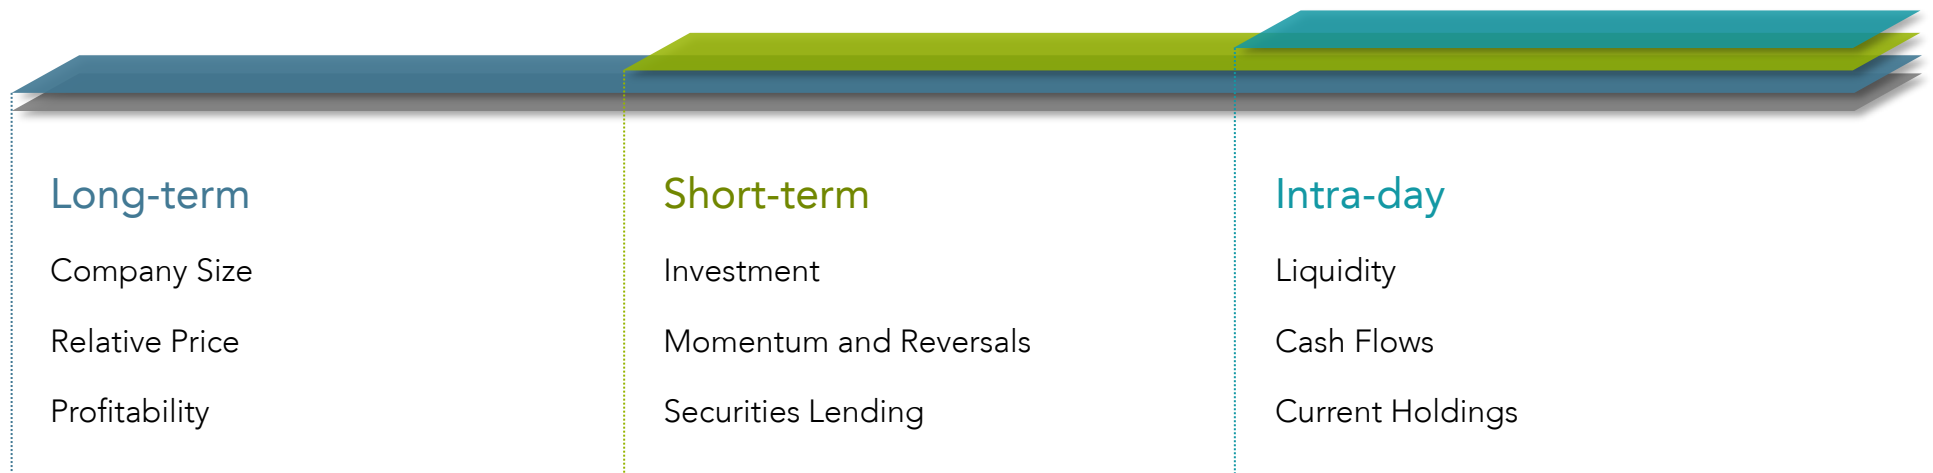 Long-term
Company Size
Relative Price
Profitability
Short-term
Investment
Momentum and Reversals
Securities Lending
Intra-day
Liquidity
Cash Flows
Current Holdings